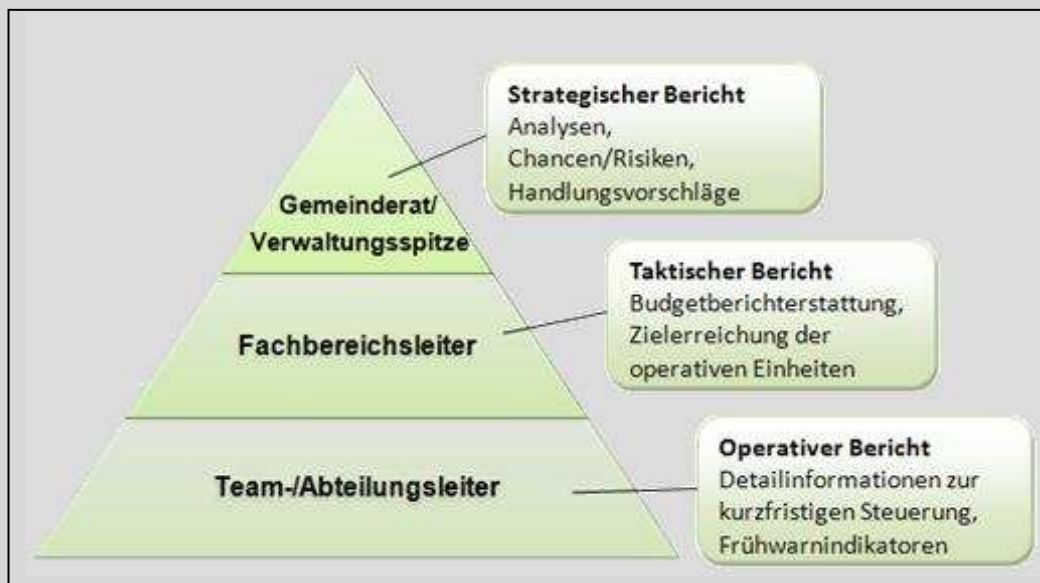 Strategischer Bericht
Analysen,
Chancen/Risiken,
Handlungsvorschläge
Gemeinderat/
Verwaltungsspitze
Taktischer Bericht
Budgetberichterstattung,
Zielerreichung der
operativen Einheiten
Fachbereichsleiter
Operativer Bericht
Detailinformationen zur
kurzfristigen Steuerung,
Frühwarnindikatoren
Team-/Abteilungsleiter